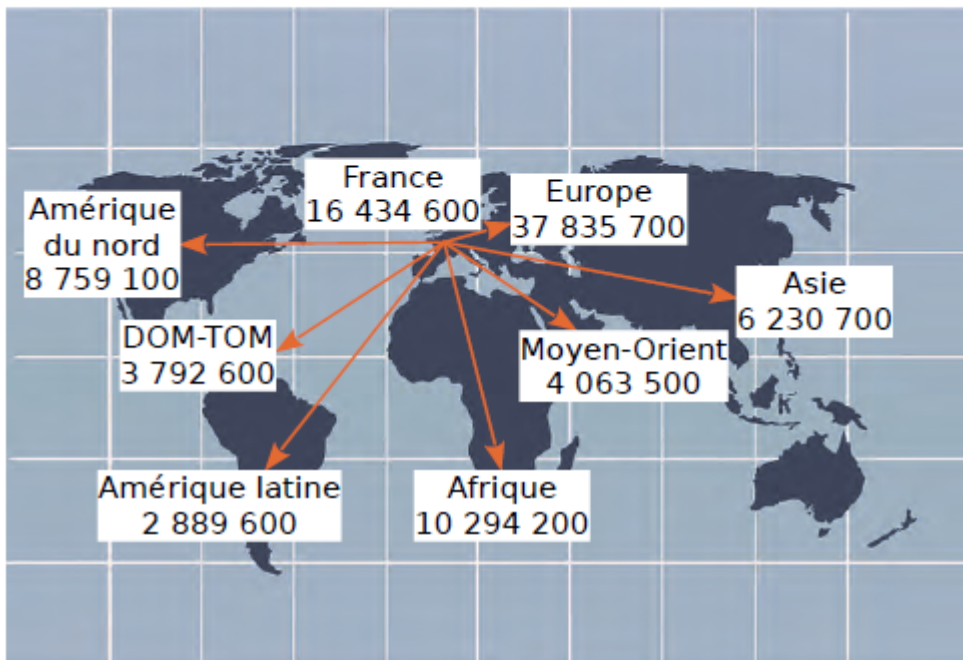 France
16 434 600
Europe
37 835 700
Amérique
du nord
8 759 100
Asie
6 230 700
DOM-TOM
3 792 600
Moyen-Orient
4 063 500
Amérique latine
2 889 600
Afrique
10 294 200